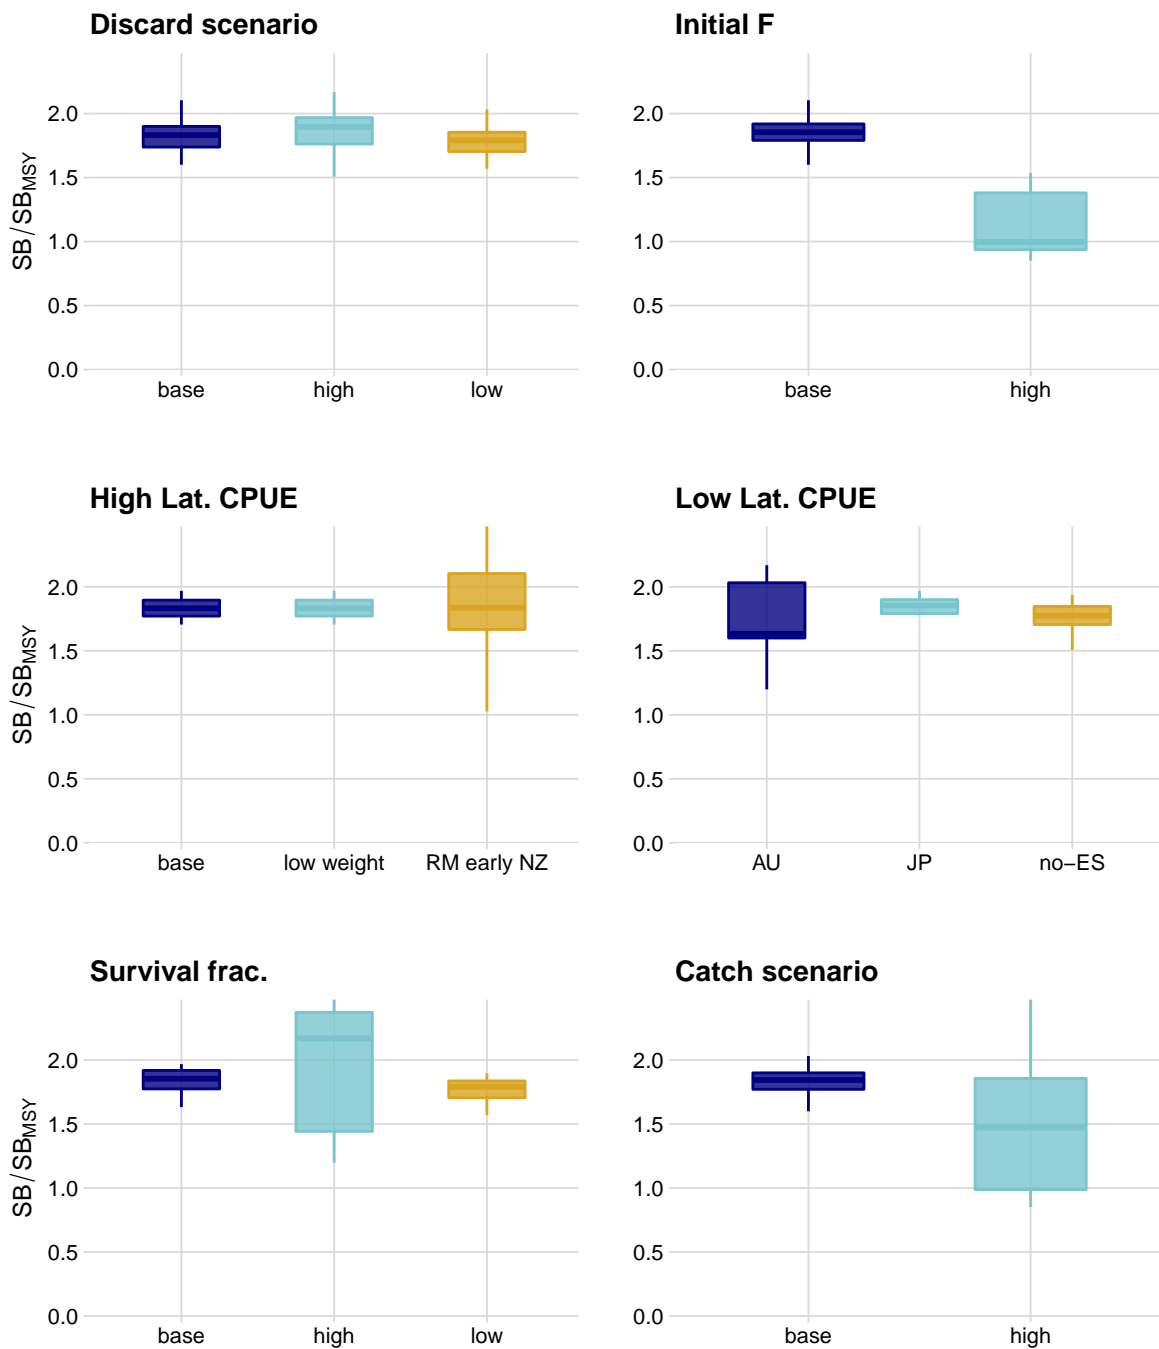 Discard scenario
SB/SB_MSY
2.0
1.5
1.0
0.5
0.0
base high low
Initial F
2.0
1.5
1.0
0.5
0.0
base high
High Lat. CPUE
SB/SB_MSY
2.0
1.5
1.0
0.5
0.0
base low weight RM early NZ
Low Lat. CPUE
2.0
1.5
1.0
0.5
0.0
AU JP no−ES
Survival frac.
SB/SB_MSY
2.0
1.5
1.0
0.5
0.0
base high low
Catch scenario
2.0
1.5
1.0
0.5
0.0
base high